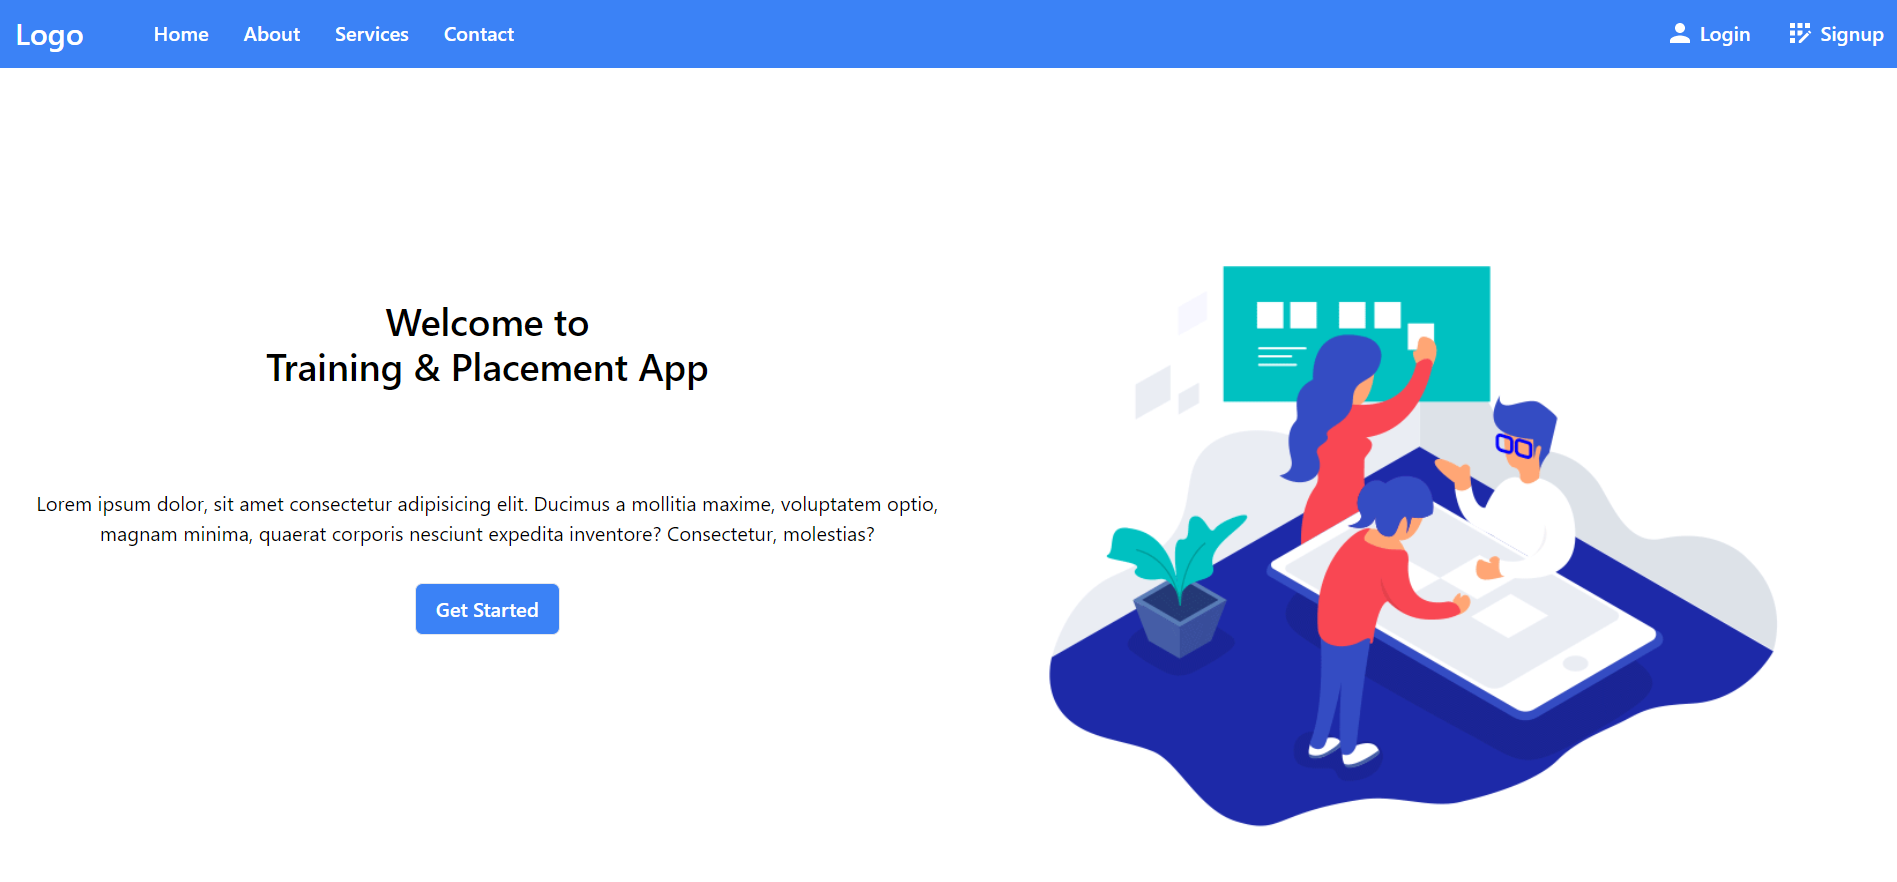 Logo
Home
About
Services
Contact
Login
Signup
Welcome to
Training & Placement App
Lorem ipsum dolor, sit amet consectetur adipisicing elit. Ducimus a mollitia maxime, voluptatem optio,
magnam minima, quaerat corporis nesciunt expedita inventore? Consectetur, molestias?
Get Started